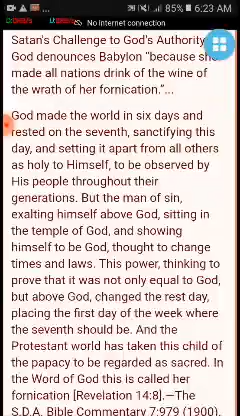 85% 6:23 AM
No Internet connection
Satan's Challenge to God's Authority
God denounces Babylon "because she
made all nations drink of the wine of
the wrath of her fornication."...
God made the world in six days and
rested on the seventh, sanctifying this
day, and setting it apart from all others
as holy to Himself, to be observed by
His people throughout their
generations. But the man of sin,
exalting himself above God, sitting in
the temple of God, and showing
himself to be God, thought to change
times and laws. This power, thinking to
prove that it was not only equal to God,
but above God, changed the rest day,
placing the first day of the week where
the seventh should be. And the
Protestant world has taken this child of
the papacy to be regarded as sacred. In
the Word of God this is called her
fornication [Revelation 14:8].—The
S.D.A. Bible Commentary 7:979 (1900).